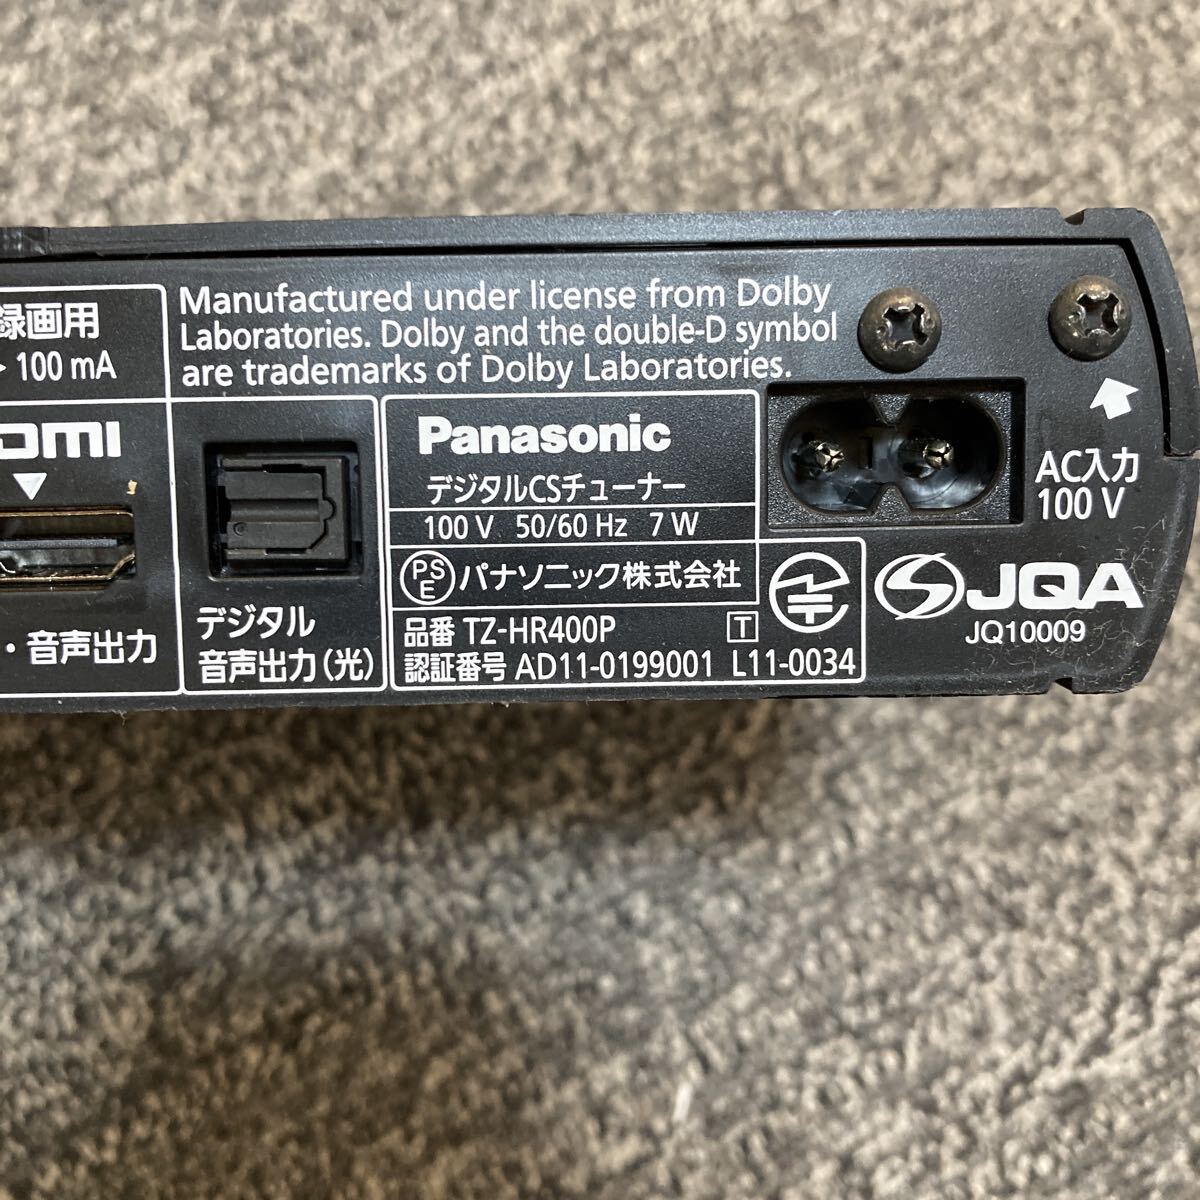 録画用
100 mA
Manufactured under license from Dolby
Laboratories. Dolby and the double-D symbol
are trademarks of Dolby Laboratories.
・音声出力
デジタル
音声出力(光)
Panasonic
デジタルCSチューナー
100 V 50/60 Hz 7 W
PSE パナソニック株式会社
品番 TZ-HR400P T
認証番号 AD11-0199001 L11-0034
AC入力
100 V
JQA
JQ10009